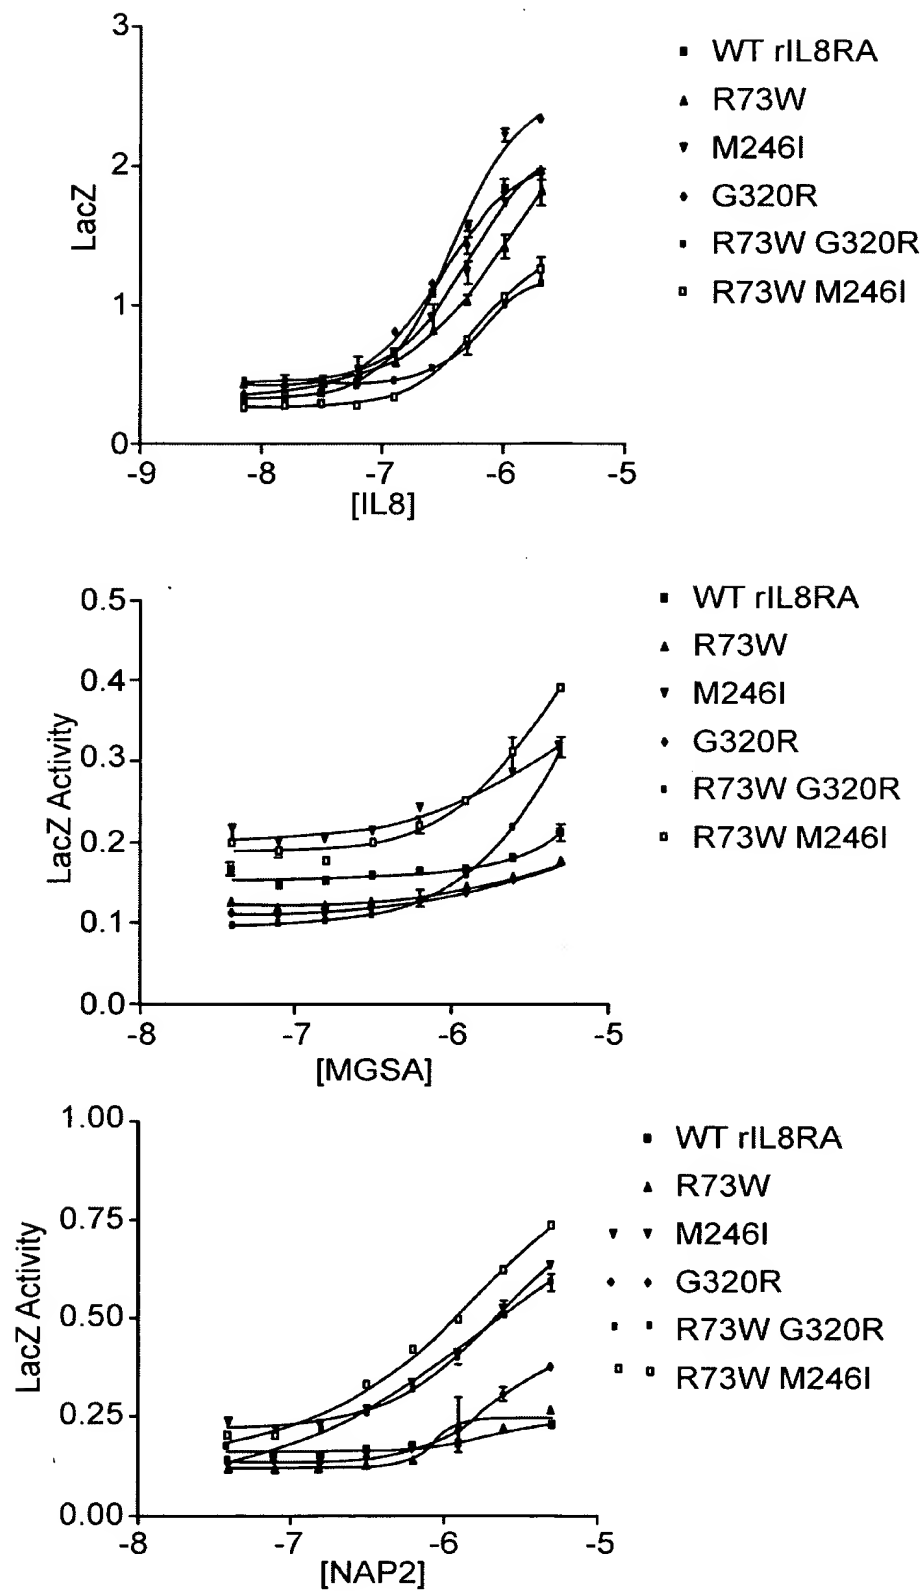 3
2
1
0
LacZ
-9
-8
-7
-6
-5
[IL8]
WT rIL8RA
R73W
M246I
G320R
R73W G320R
R73W M246I
0.5
0.4
0.3
0.2
0.1
0.0
LacZ Activity
-8
-7
-6
-5
[MGSA]
WT rIL8RA
R73W
M246I
G320R
R73W G320R
R73W M246I
1.00
0.75
0.50
0.25
0.00
LacZ Activity
-8
-7
-6
-5
[NAP2]
WT rIL8RA
R73W
M246I
G320R
R73W G320R
R73W M246I